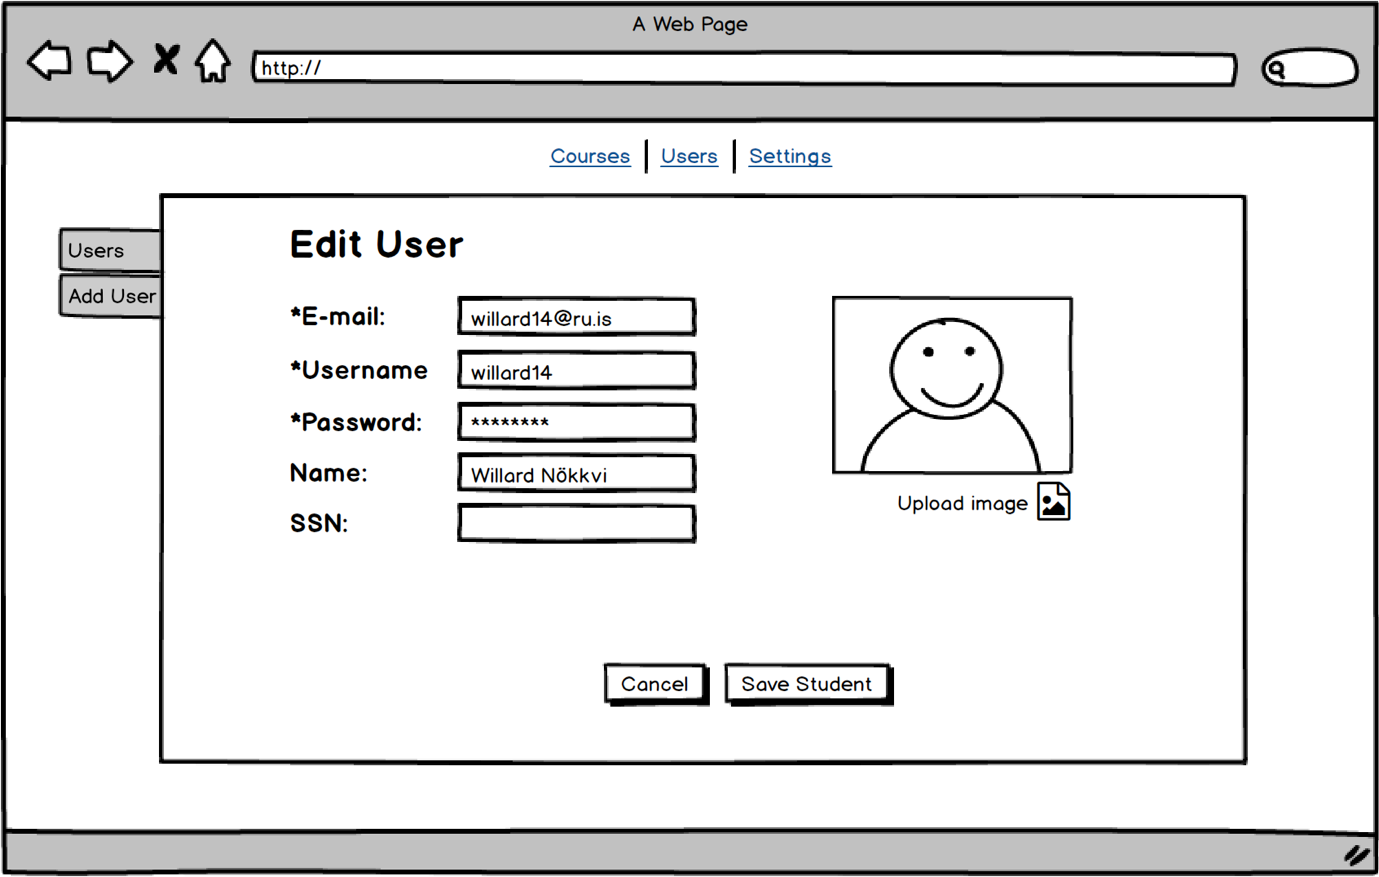 A Web Page
http://
Courses Users Settings
Users
Add User
Edit User
*E-mail: willard14@ru.is
*Username willard14
*Password: ********
Name: Willard Nökkvi
SSN:
Upload image
Cancel Save Student